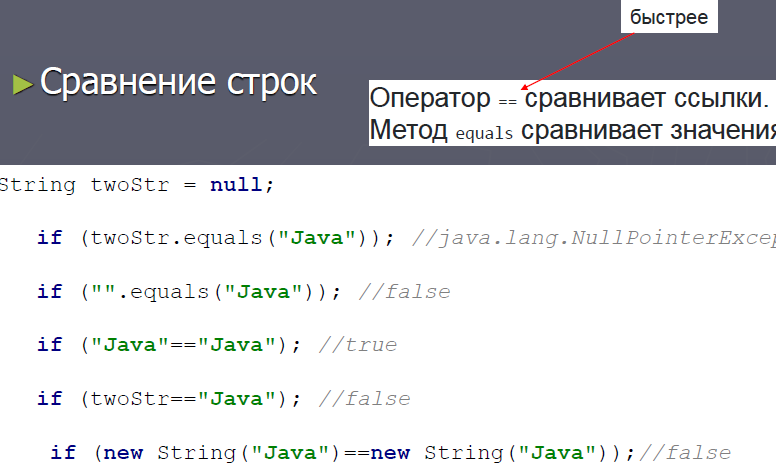 быстрее
Сравнение строк
Оператор == сравнивает ссылки.
Метод equals сравнивает значения
String twoStr = null;
if (twoStr.equals("Java")); //java.lang.NullPointerExcep
if ("".equals("Java")); //false
if ("Java"=="Java"); //true
if (twoStr=="Java"); //false
if (new String("Java")==new String("Java"));//false